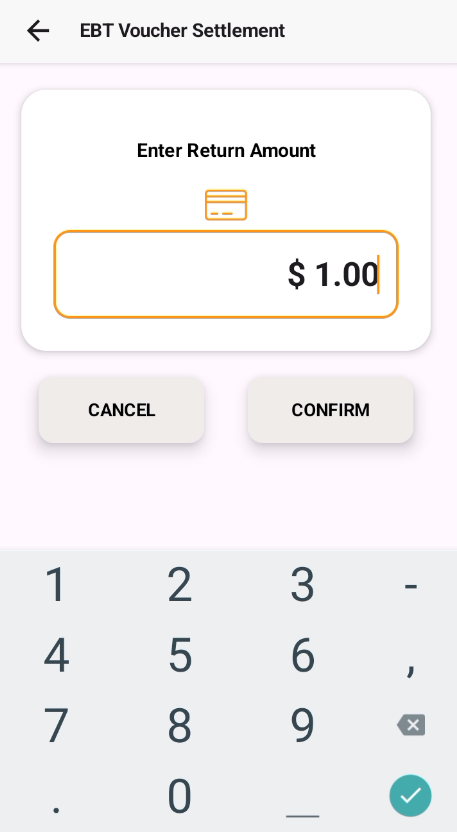 EBT Voucher Settlement
Enter Return Amount
$ 1.00
CANCEL CONFIRM
1 2 3 -
4 5 6 ,
7 8 9
. 0 _